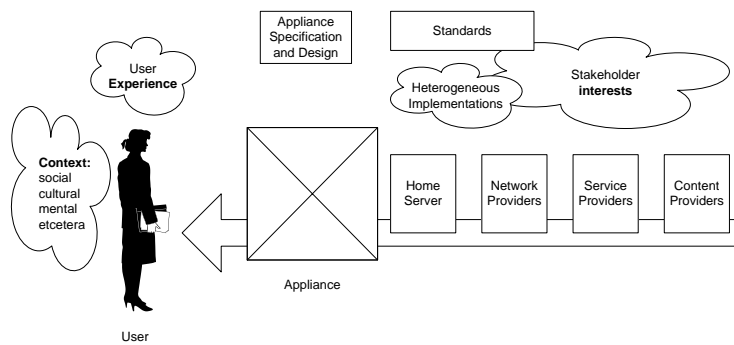 Appliance
Specification
and Design
Standards
User
Experience
Heterogeneous
Implementations
Stakeholder
interests
Context:
social
cultural
mental
etcetera
Home
Server
Network
Providers
Service
Providers
Content
Providers
Appliance
User